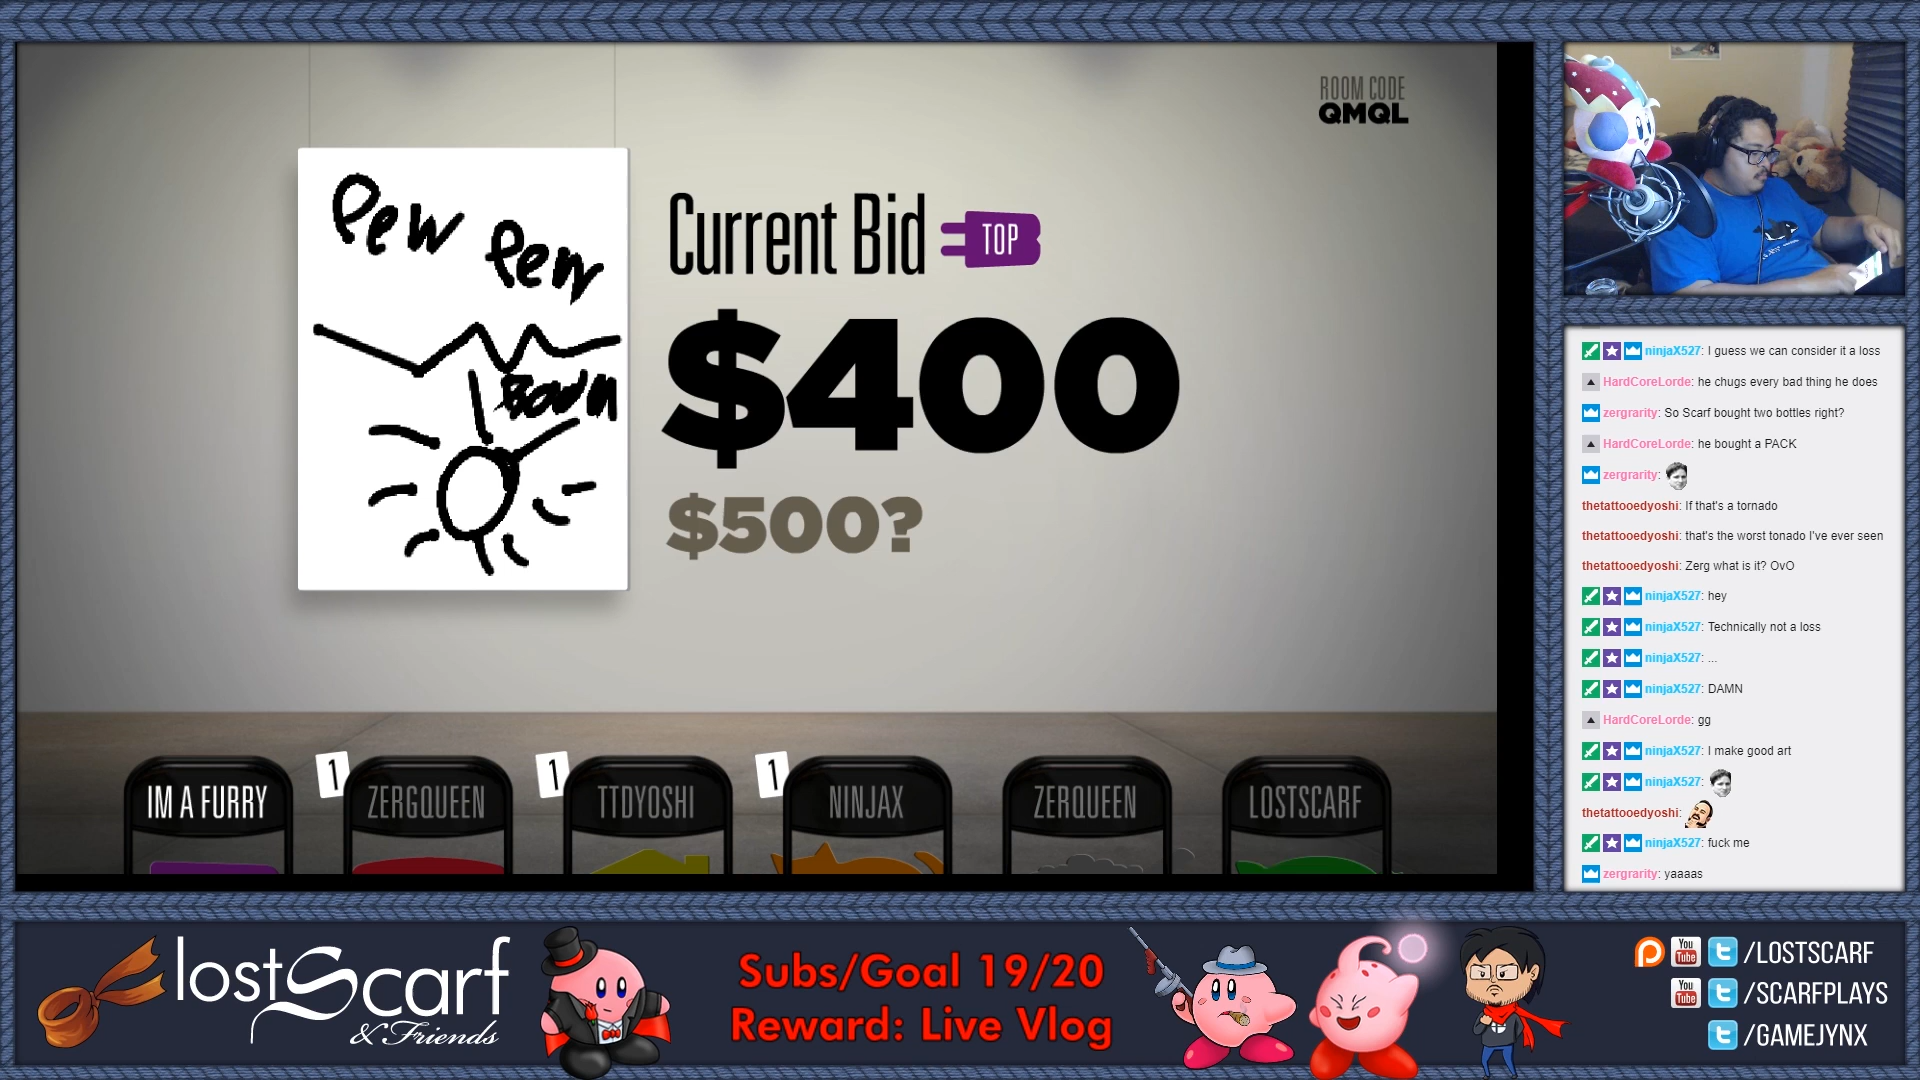 ROOM CODE
QMQL
Pew Pew
Boom
Current Bid TOP
$400
$500?
IM A FURRY
1
ZERGQUEEN
1
TTDYOSHI
1
NINJAX
ZERQUEEN
LOSTSCARF
ninjaX527: I guess we can consider it a loss
HardCoreLorde: he chugs every bad thing he does
zergrarity: So Scarf bought two bottles right?
HardCoreLorde: he bought a PACK
zergrarity:
thetattooedyoshi: If that's a tornado
thetattooedyoshi: that's the worst tonado I've ever seen
thetattooedyoshi: Zerg what is it? OvO
ninjaX527: hey
ninjaX527: Technically not a loss
ninjaX527: ...
ninjaX527: DAMN
HardCoreLorde: gg
ninjaX527: I make good art
ninjaX527:
thetattooedyoshi:
ninjaX527: fuck me
zergrarity: yaaaas
lostScarf
& Friends
Subs/Goal 19/20
Reward: Live Vlog
You Tube /LOSTSCARF
You Tube /SCARFPLAYS
/GAMEJYNX